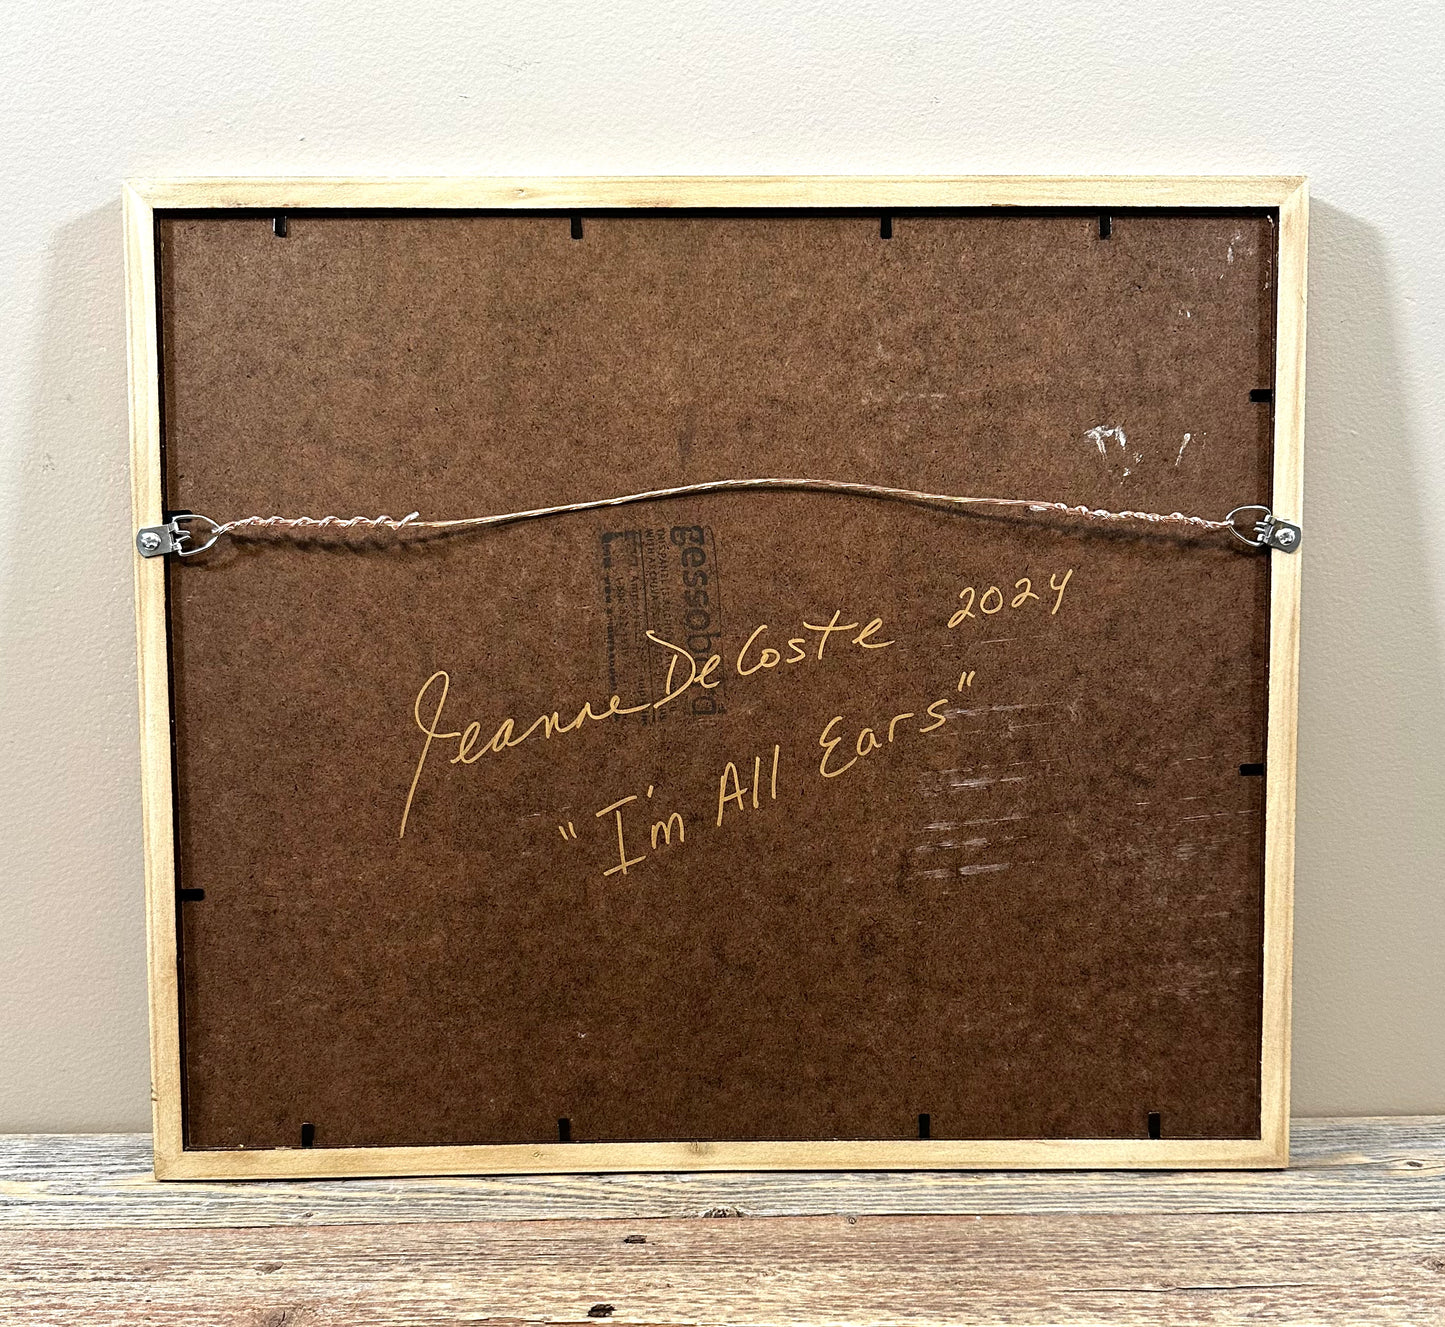 Jeanne DeCoste 2024
"I'm All Ears"
Gessobord